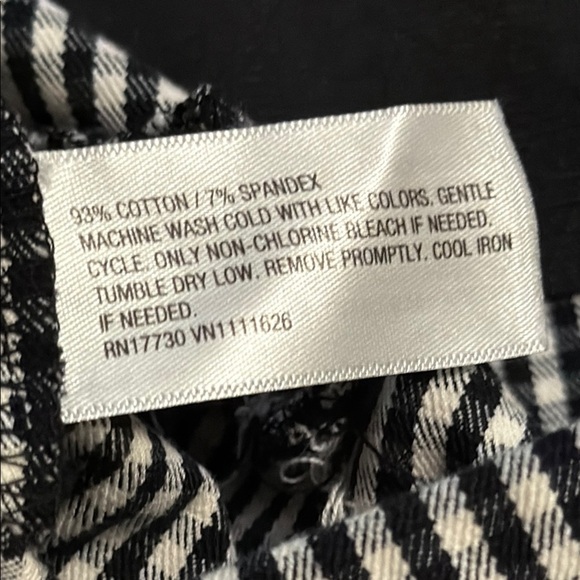 93% COTTON / 7% SPANDEX
MACHINE WASH COLD WITH LIKE COLORS. GENTLE
CYCLE. ONLY NON-CHLORINE BLEACH IF NEEDED.
TUMBLE DRY LOW. REMOVE PROMPTLY. COOL IRON
IF NEEDED.
RN17730 VN1111626